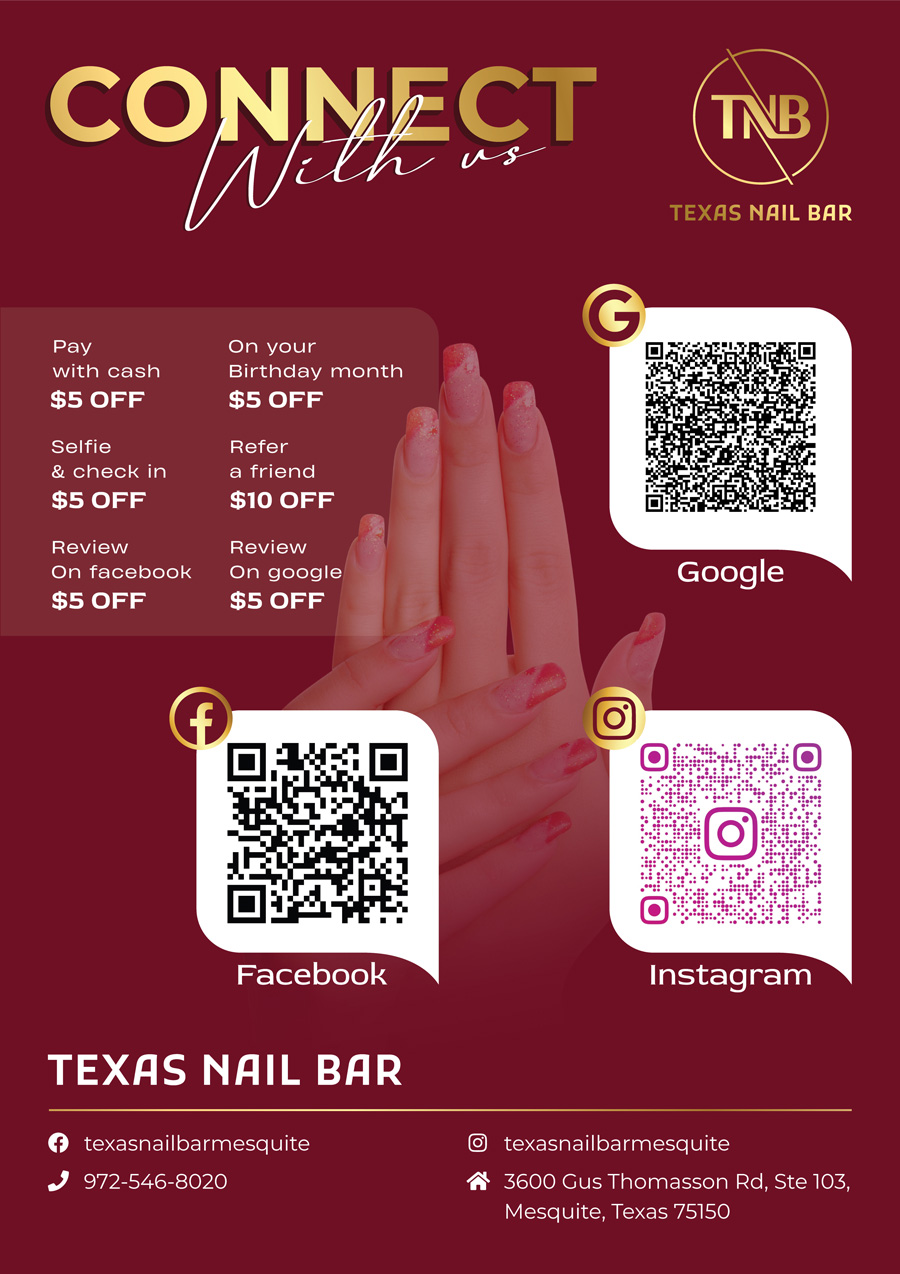 CONNECT
With us
TNB
TEXAS NAIL BAR
Pay
with cash
$5 OFF
On your
Birthday month
$5 OFF
Selfie
& check in
$5 OFF
Refer
a friend
$10 OFF
Review
On facebook
$5 OFF
Review
On google
$5 OFF
G
Google
f
Facebook
Instagram
TEXAS NAIL BAR
texasnailbarmesquite
972-546-8020
texasnailbarmesquite
3600 Gus Thomasson Rd, Ste 103,
Mesquite, Texas 75150